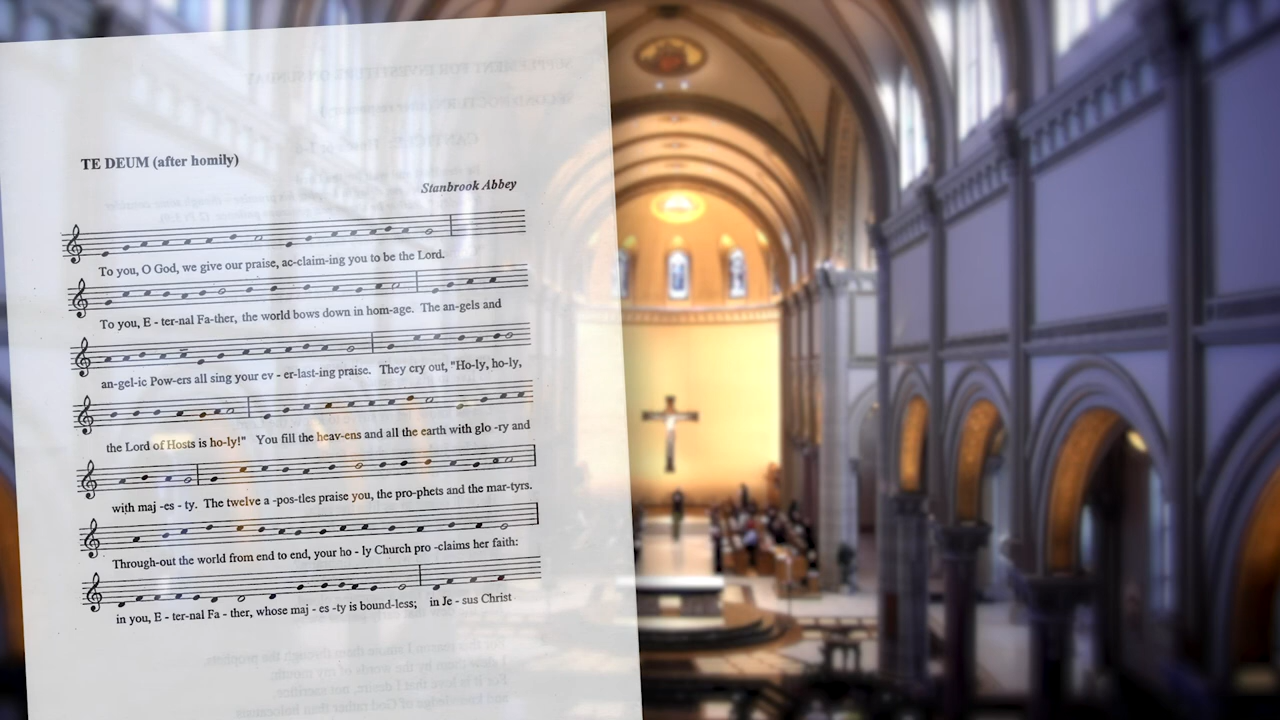 TE DEUM (after homily)
Stanbrook Abbey
To you, O God, we give our praise, ac-claim-ing you to be the Lord.
To you, E - ter-nal Fa-ther, the world bows down in hom-age. The an-gels and
an-gel-ic Pow-ers all sing your ev - er-last-ing praise. They cry out, "Ho-ly, ho-ly,
the Lord of Hosts is ho-ly!" You fill the heav-ens and all the earth with glo -ry and
with maj -es - ty. The twelve a -pos-tles praise you, the pro-phets and the mar-tyrs.
Through-out the world from end to end, your ho - ly Church pro -claims her faith:
in you, E - ter-nal Fa - ther, whose maj - es -ty is bound-less; in Je - sus Christ